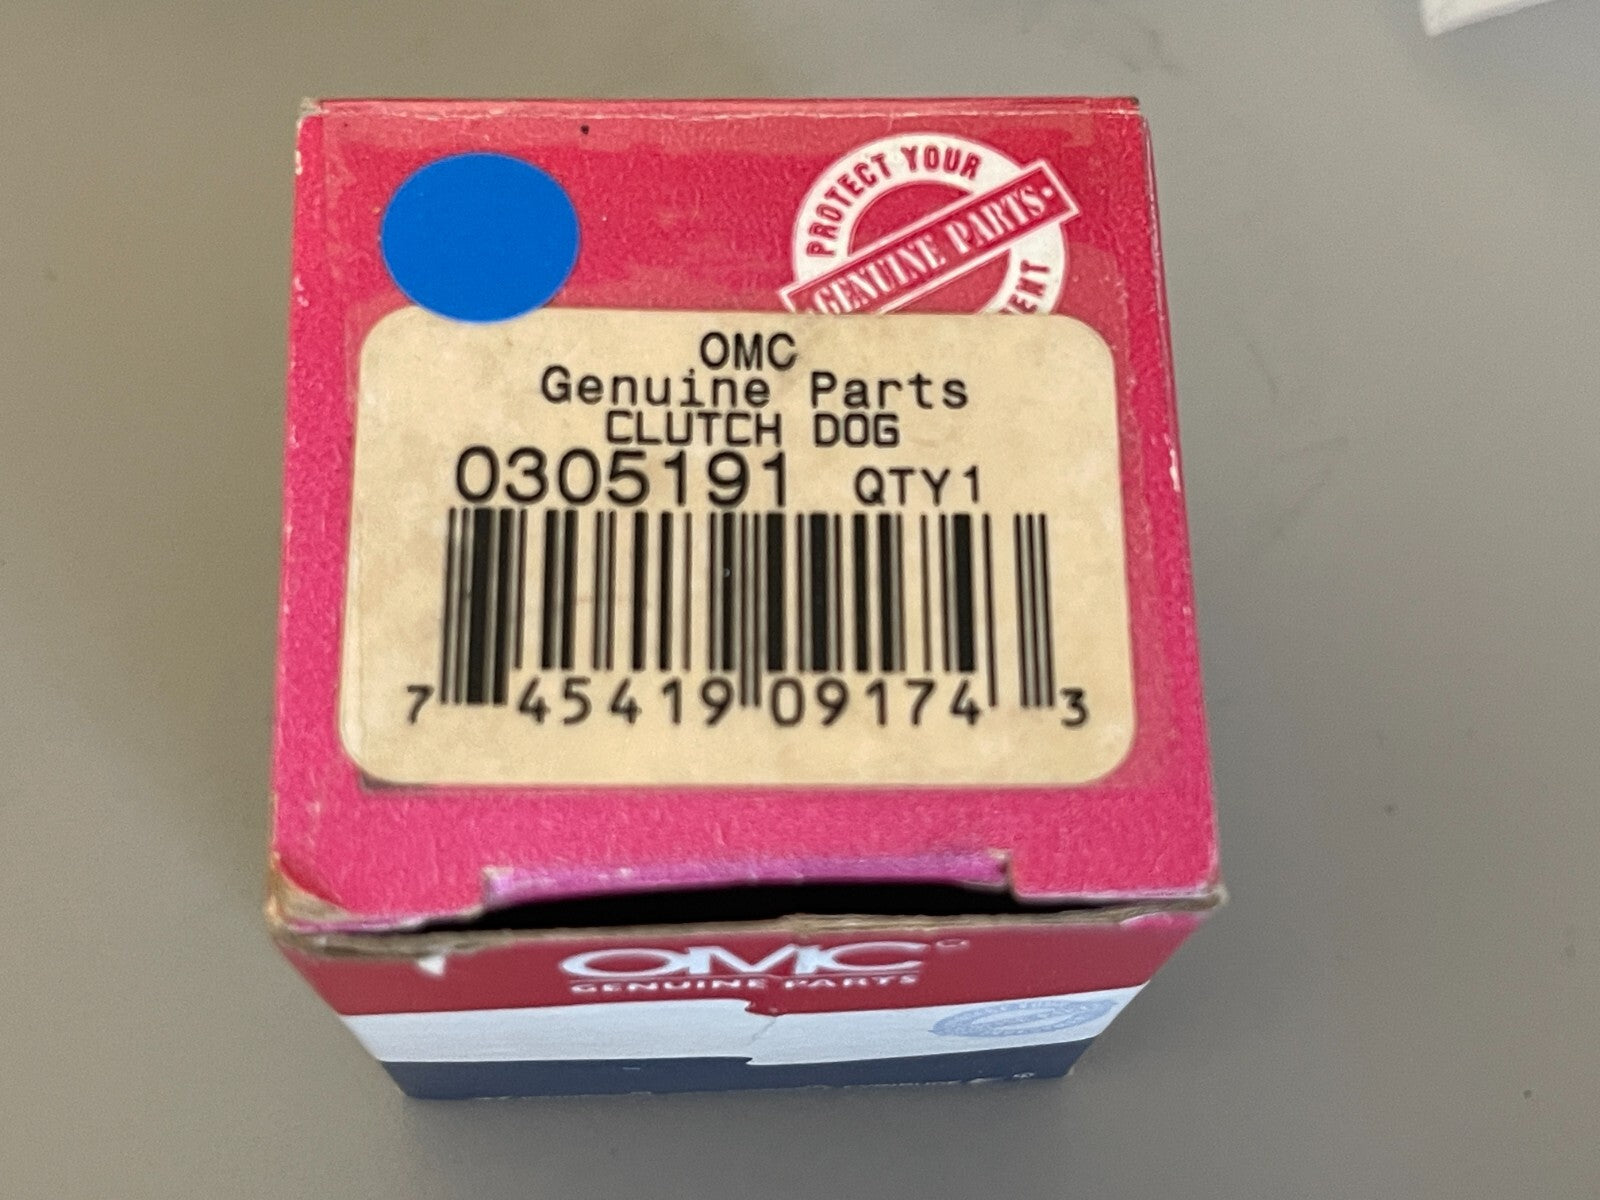 PROTECT YOUR
GENUINE PARTS
OMC
Genuine Parts
CLUTCH DOG
0305191 QTY1
7 45419 09174 3
OMC
GENUINE PARTS